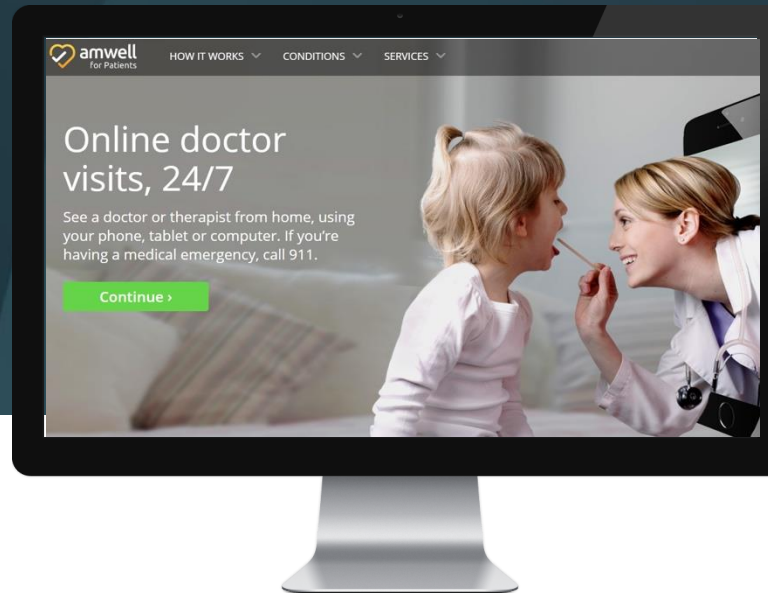 amwell
for Patients
HOW IT WORKS
CONDITIONS
SERVICES
Online doctor
visits, 24/7
See a doctor or therapist from home, using
your phone, tablet or computer. If you're
having a medical emergency, call 911.
Continue ›